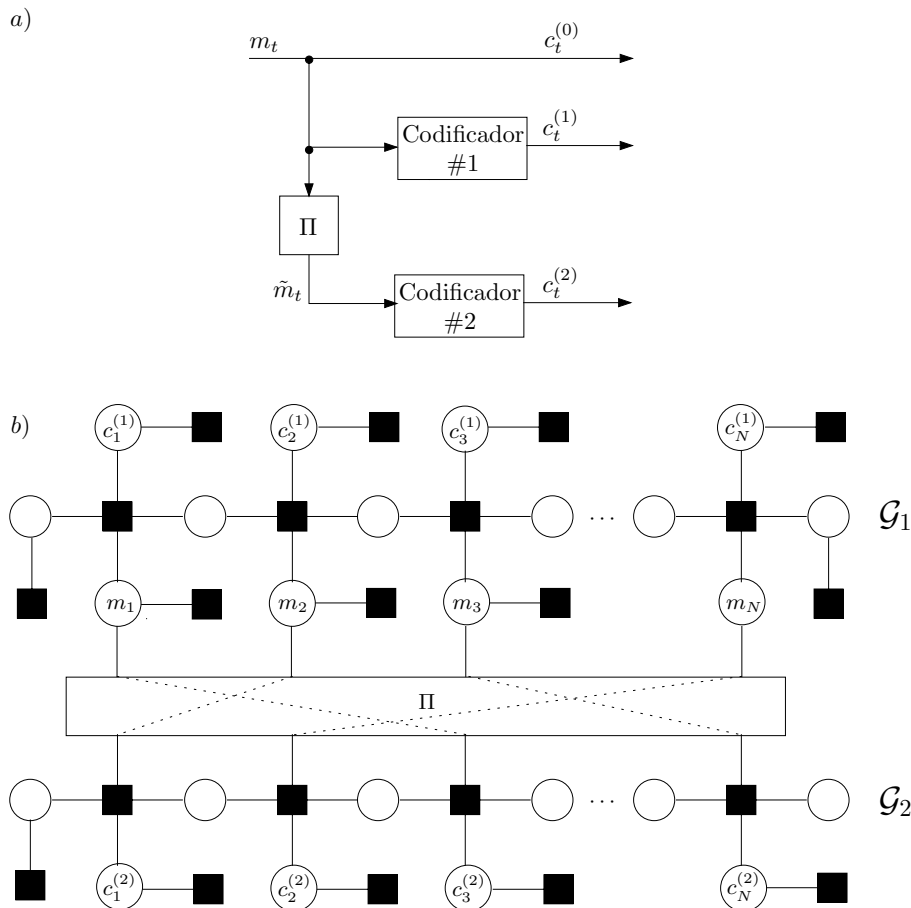 a)
m_t c_t^{(0)}
Codificador #1 c_t^{(1)}
Π
m̃_t Codificador #2 c_t^{(2)}
b)
c_1^{(1)} c_2^{(1)} c_3^{(1)} c_N^{(1)}
... 𝒢_1
m_1 m_2 m_3 m_N
Π
... 𝒢_2
c_1^{(2)} c_2^{(2)} c_3^{(2)} c_N^{(2)}